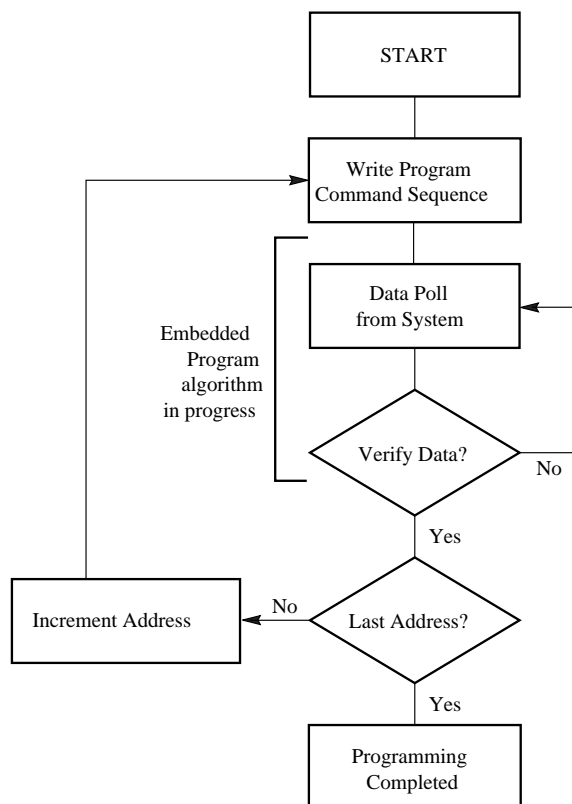 START
Write Program
Command Sequence
Data Poll
from System
Embedded
Program
algorithm
in progress
Verify Data?
No
Yes
Increment Address
No
Last Address?
Yes
Programming
Completed